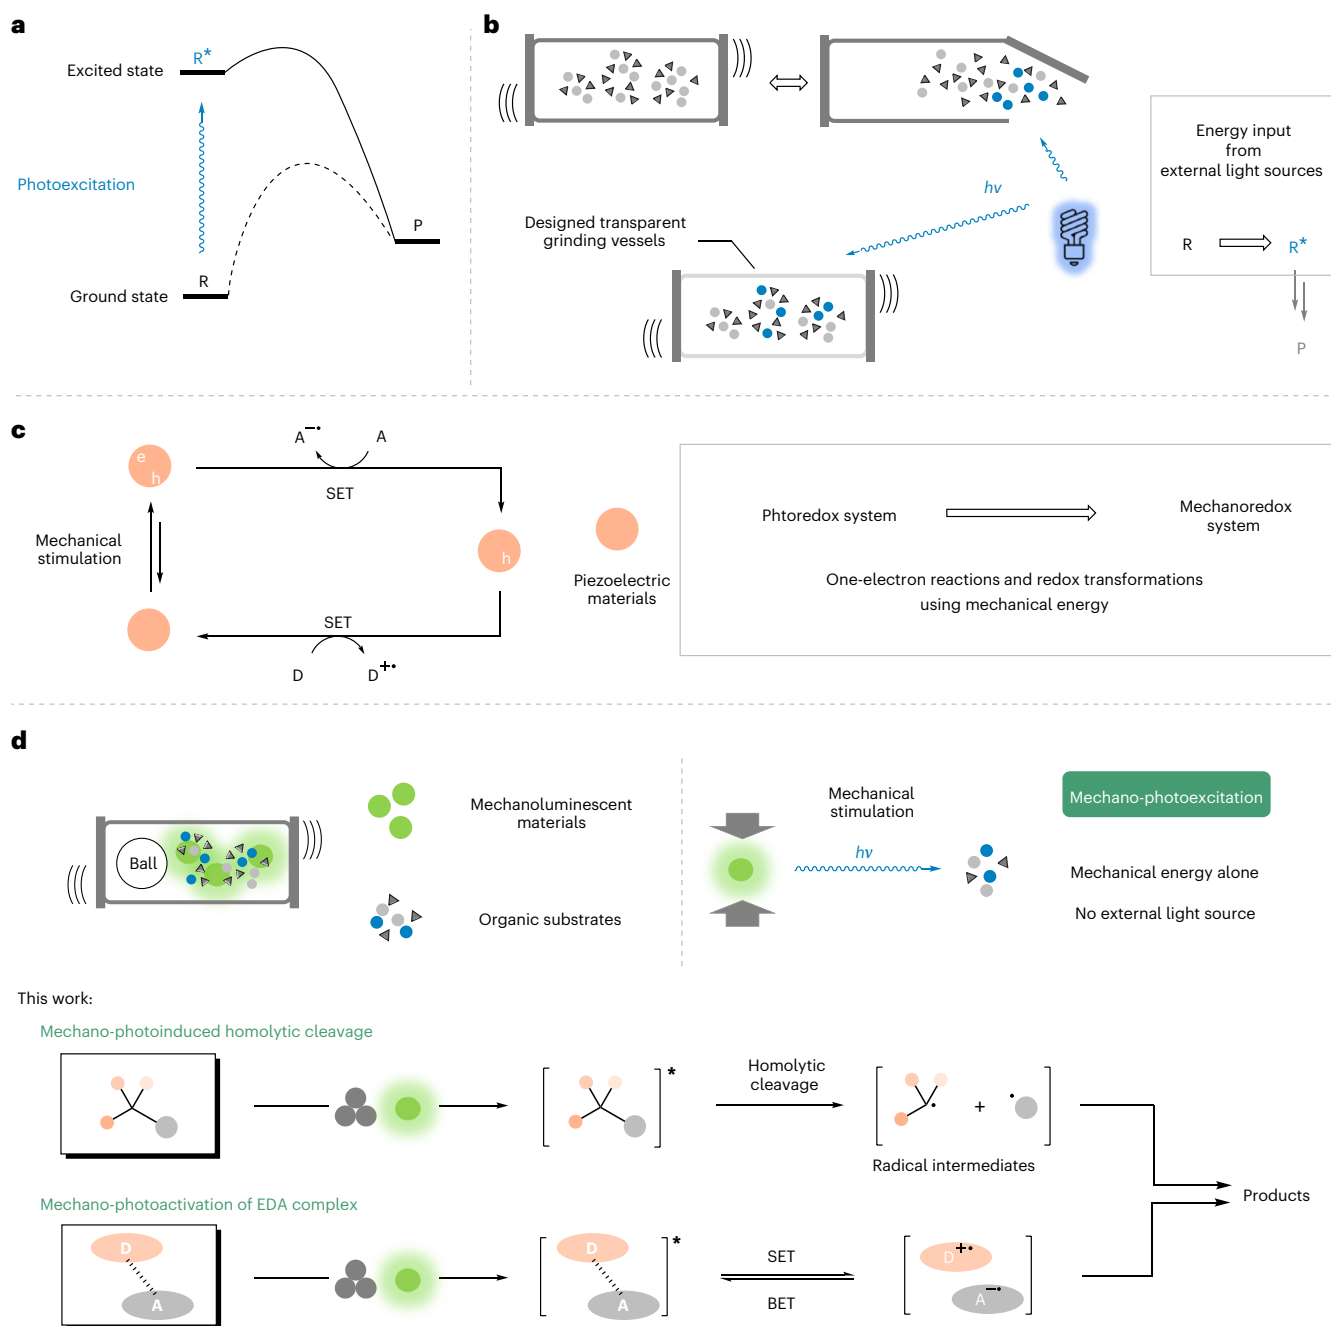 a
Excited state
R*
Photoexcitation
P
R
Ground state
b
hν
Designed transparent
grinding vessels
Energy input
from
external light sources
R
R*
P
c
A−•
A
e
h
SET
Mechanical
stimulation
h
Piezoelectric
materials
SET
D
D+•
Phtoredox system
Mechanoredox
system
One-electron reactions and redox transformations
using mechanical energy
d
Ball
Mechanoluminescent
materials
Organic substrates
Mechanical
stimulation
hν
Mechano-photoexcitation
Mechanical energy alone
No external light source
This work:
Mechano-photoinduced homolytic cleavage
*
Homolytic
cleavage
•
+
•
Radical intermediates
Products
Mechano-photoactivation of EDA complex
D
A
D
A
*
SET
BET
D+•
A−•